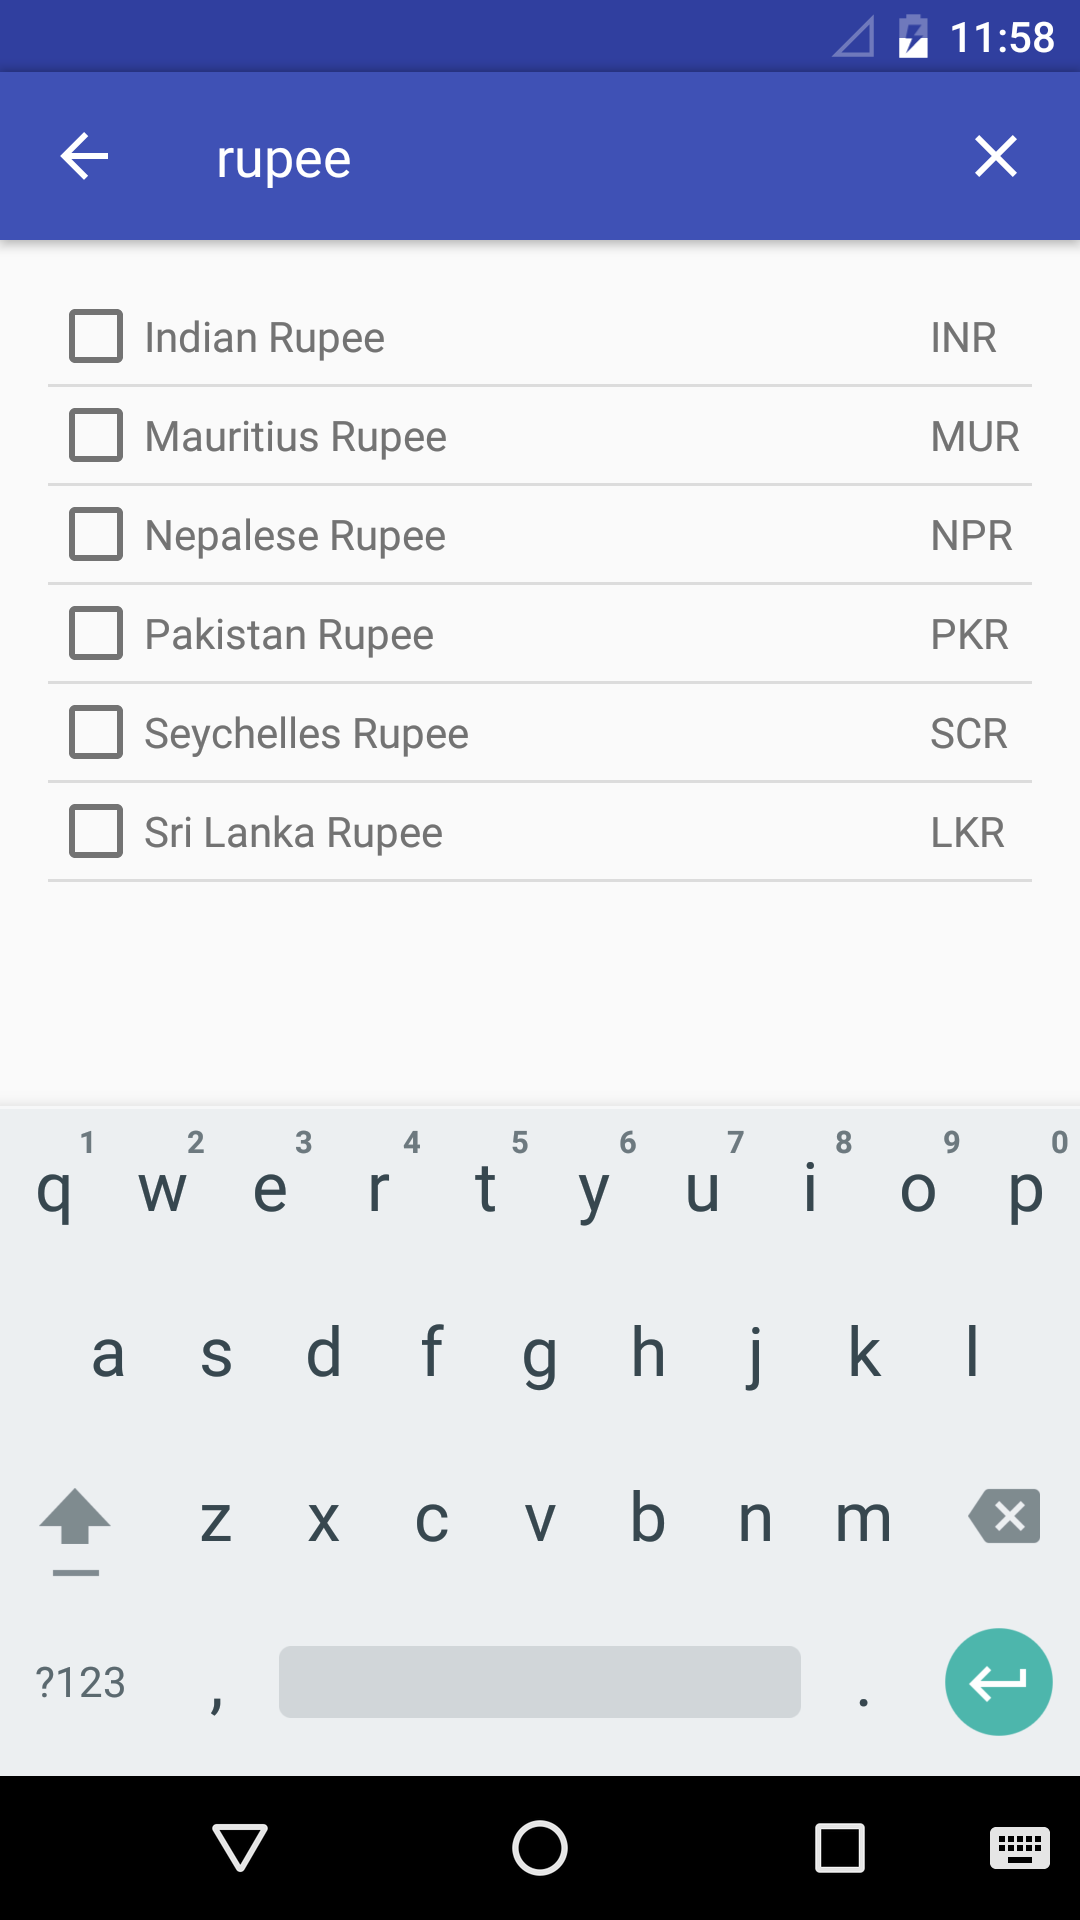 11:58
rupee
Indian Rupee INR
Mauritius Rupee MUR
Nepalese Rupee NPR
Pakistan Rupee PKR
Seychelles Rupee SCR
Sri Lanka Rupee LKR
1 2 3 4 5 6 7 8 9 0
q w e r t y u i o p
a s d f g h j k l
z x c v b n m
?123 , .